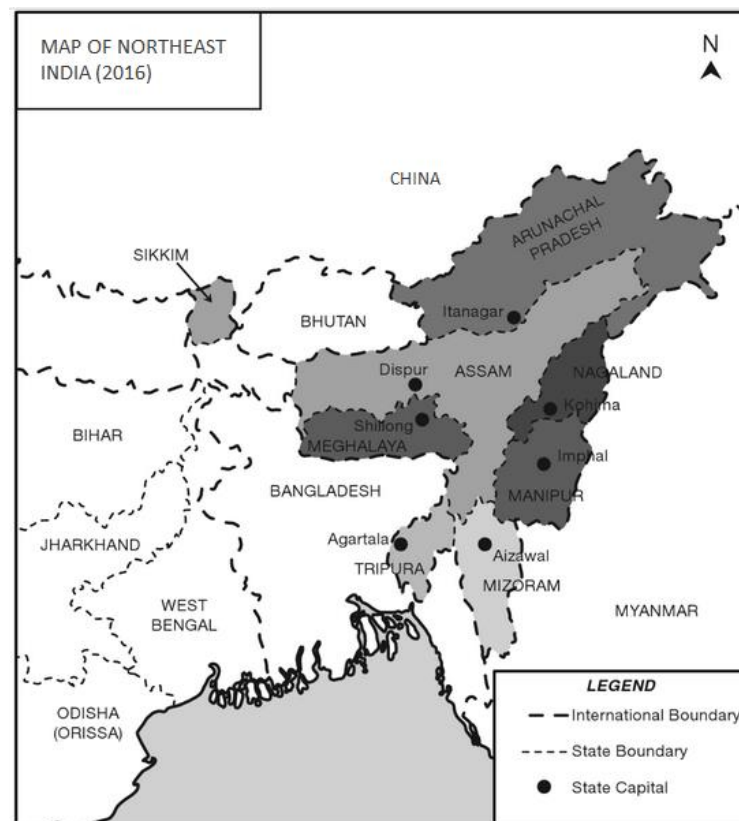 MAP OF NORTHEAST
INDIA (2016)
N
CHINA
ARUNACHAL
PRADESH
SIKKIM
Itanagar
BHUTAN
Dispur
ASSAM
NAGALAND
Kohima
Shillong
MEGHALAYA
BIHAR
Imphal
BANGLADESH
MANIPUR
JHARKHAND
Agartala
Aizawal
TRIPURA
MIZORAM
WEST
BENGAL
MYANMAR
ODISHA
(ORISSA)
LEGEND
International Boundary
State Boundary
State Capital